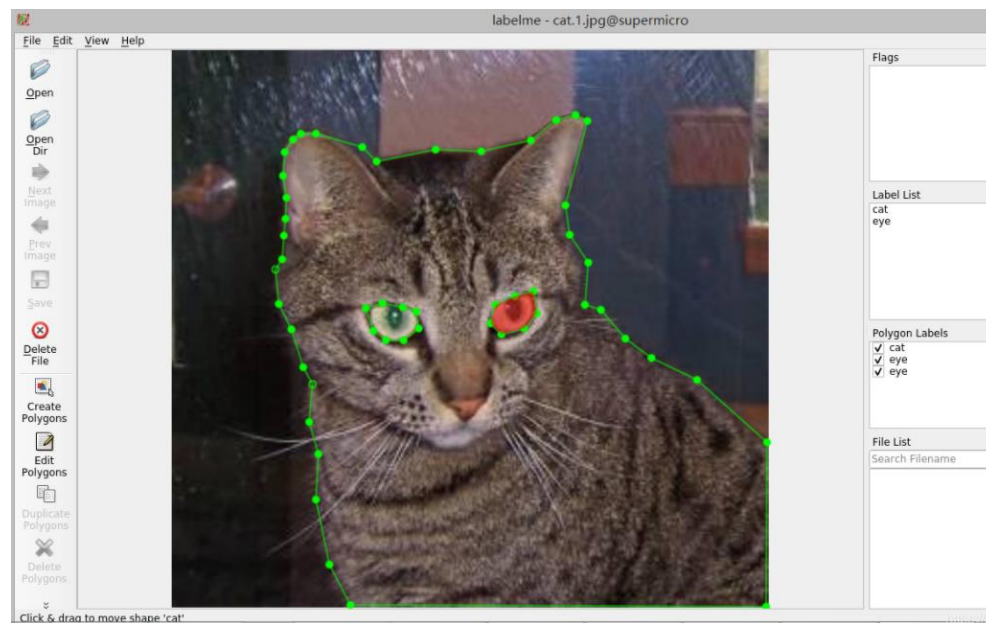 labelme - cat.1.jpg@supermicro
File Edit View Help
Open
Open
Dir
Next
Image
Prev
Image
Save
Delete
File
Create
Polygons
Edit
Polygons
Duplicate
Polygons
Delete
Polygons
Flags
Label List
cat
eye
Polygon Labels
cat
eye
eye
File List
Search Filename
Click & drag to move shape 'cat'